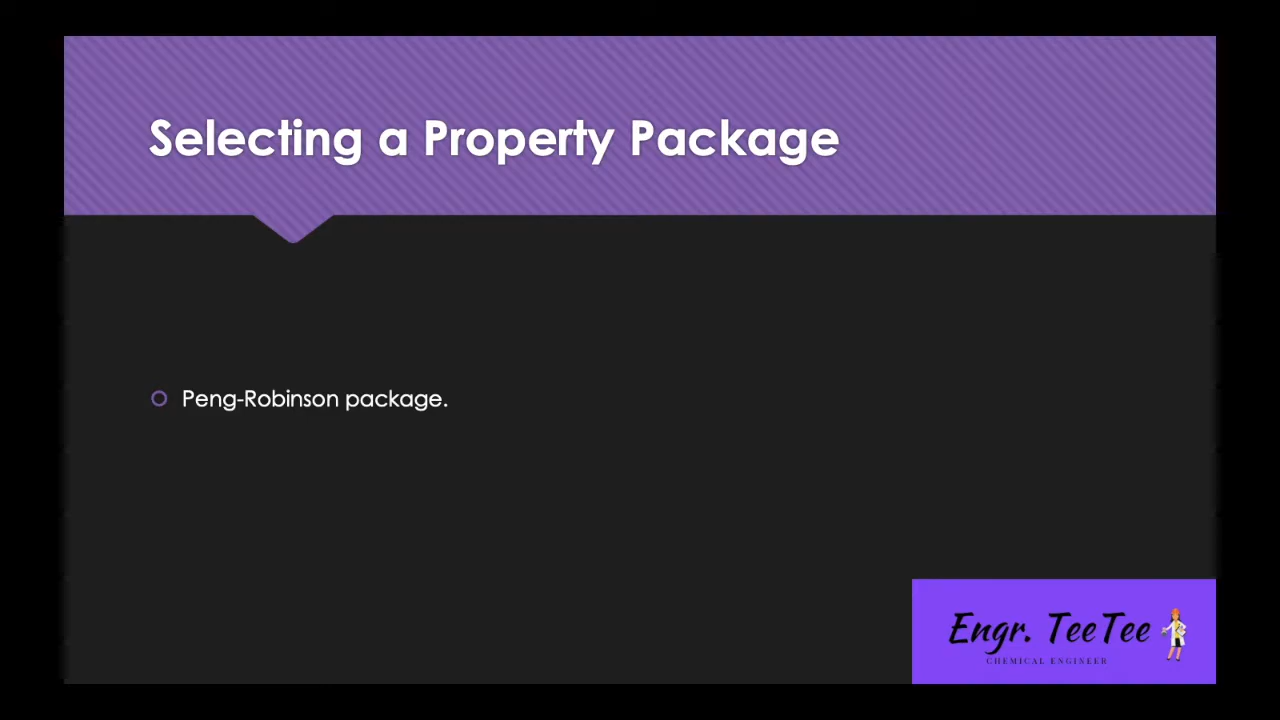 Selecting a Property Package
Peng-Robinson package.
Engr. TeeTee
CHEMICAL ENGINEER